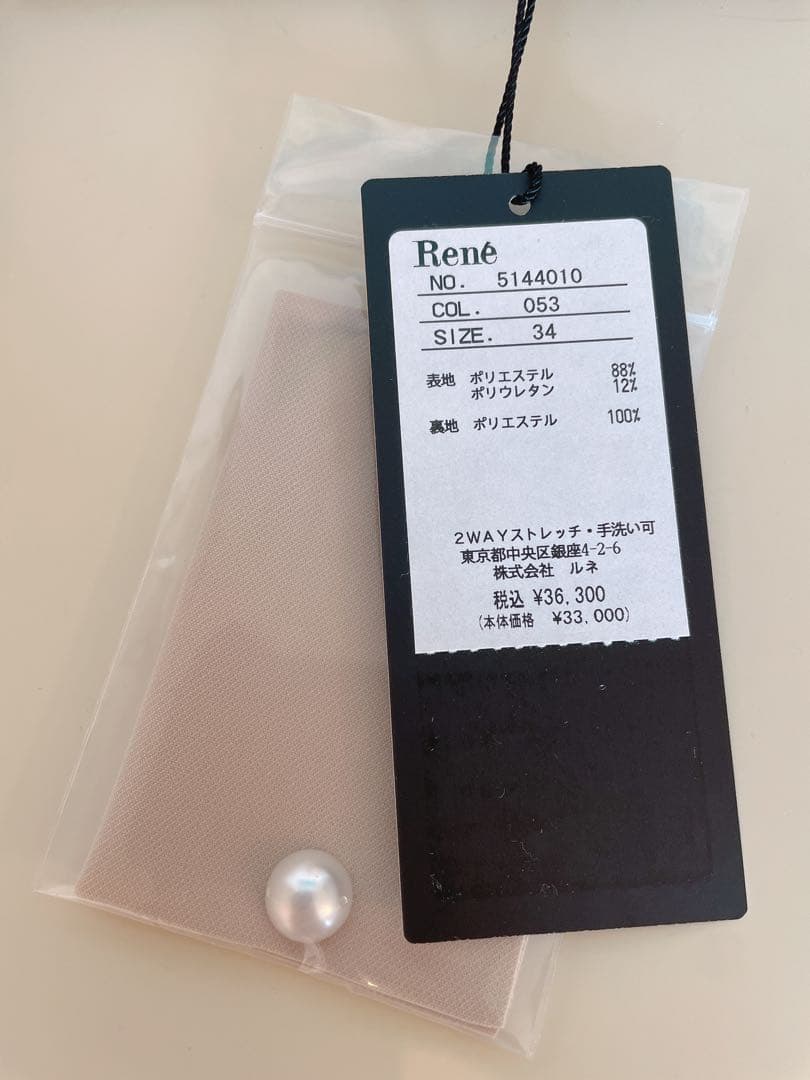 René
NO. 5144010
COL. 053
SIZE. 34
表地 ポリエステル 88%
ポリウレタン 12%
裏地 ポリエステル 100%
2WAYストレッチ・手洗い可
東京都中央区銀座4-2-6
株式会社 ルネ
税込 ¥36,300
(本体価格 ¥33,000)